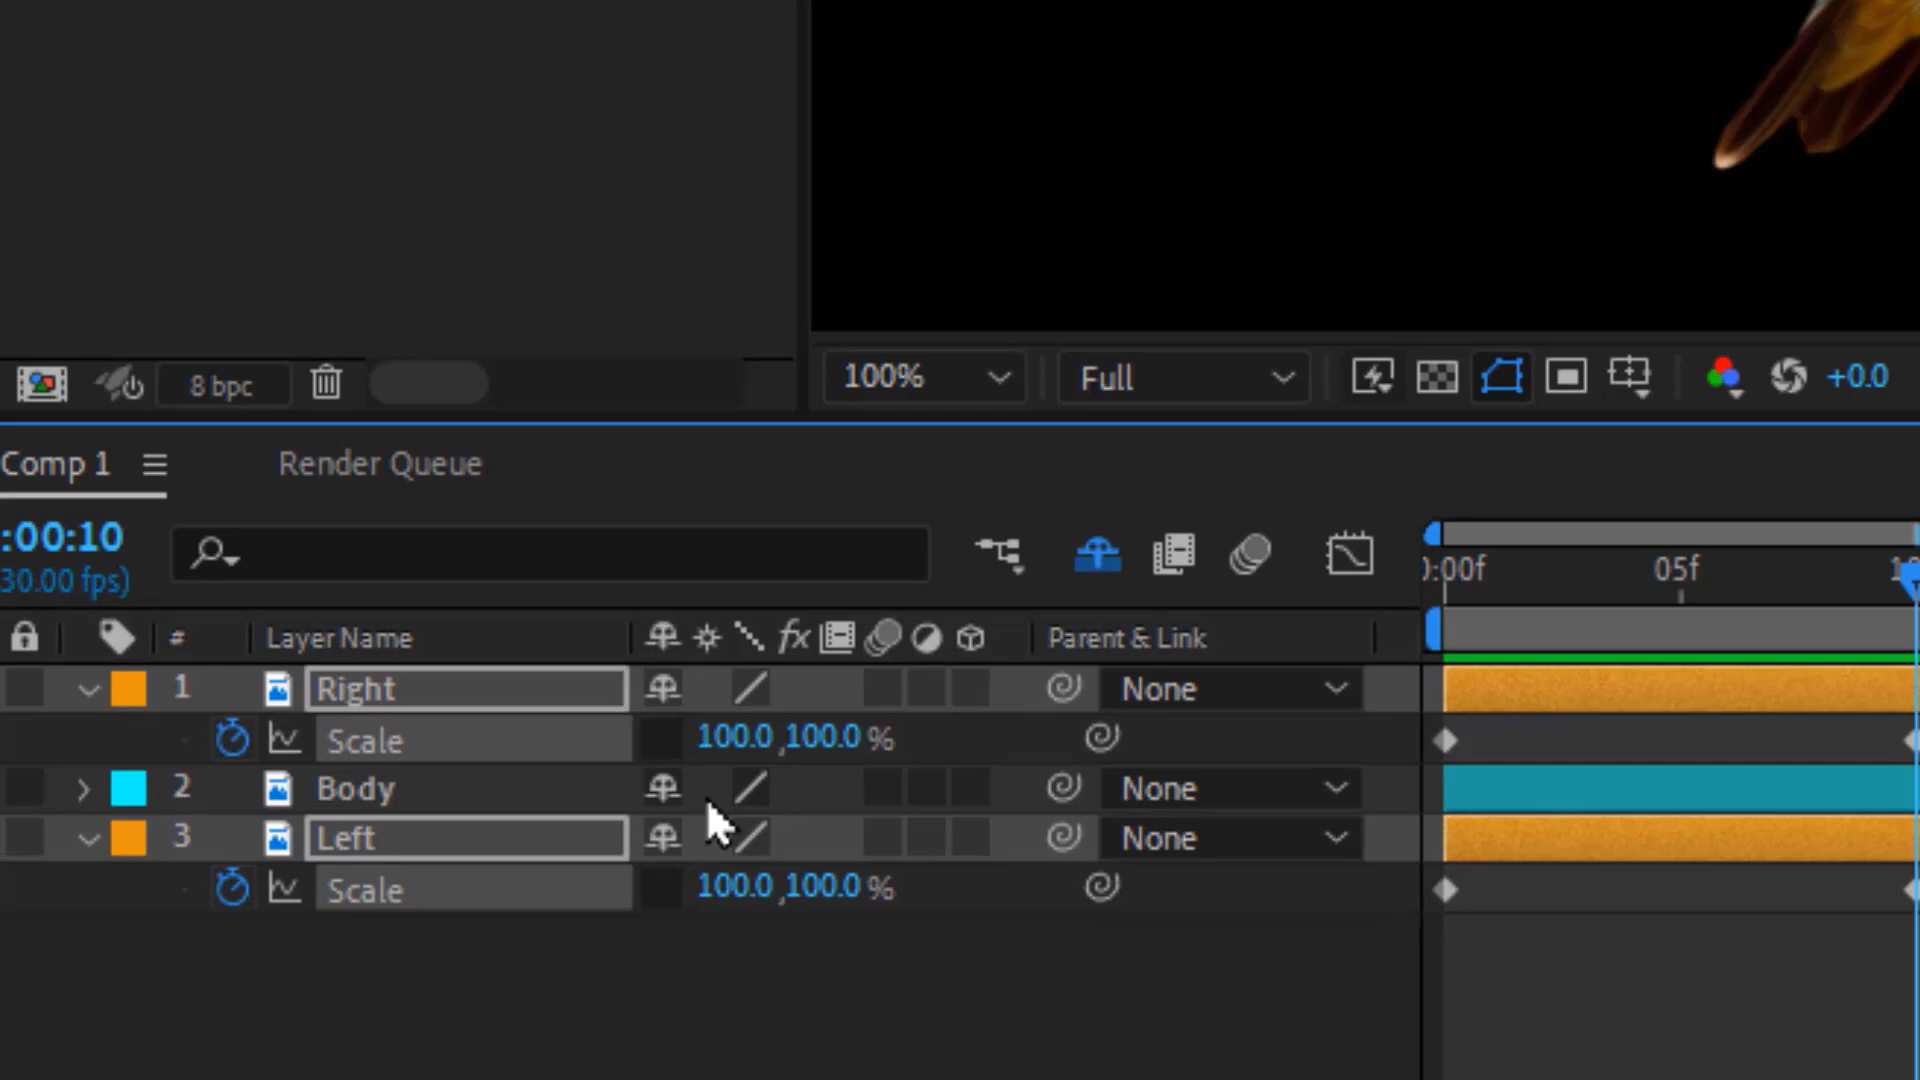 8 bpc
100%
Full
+0.0
Comp 1
Render Queue
:00:10
30.00 fps)
:00f
05f
# Layer Name
fx
Parent & Link
1 Right None
Scale 100.0,100.0 %
2 Body None
3 Left None
Scale 100.0,100.0 %